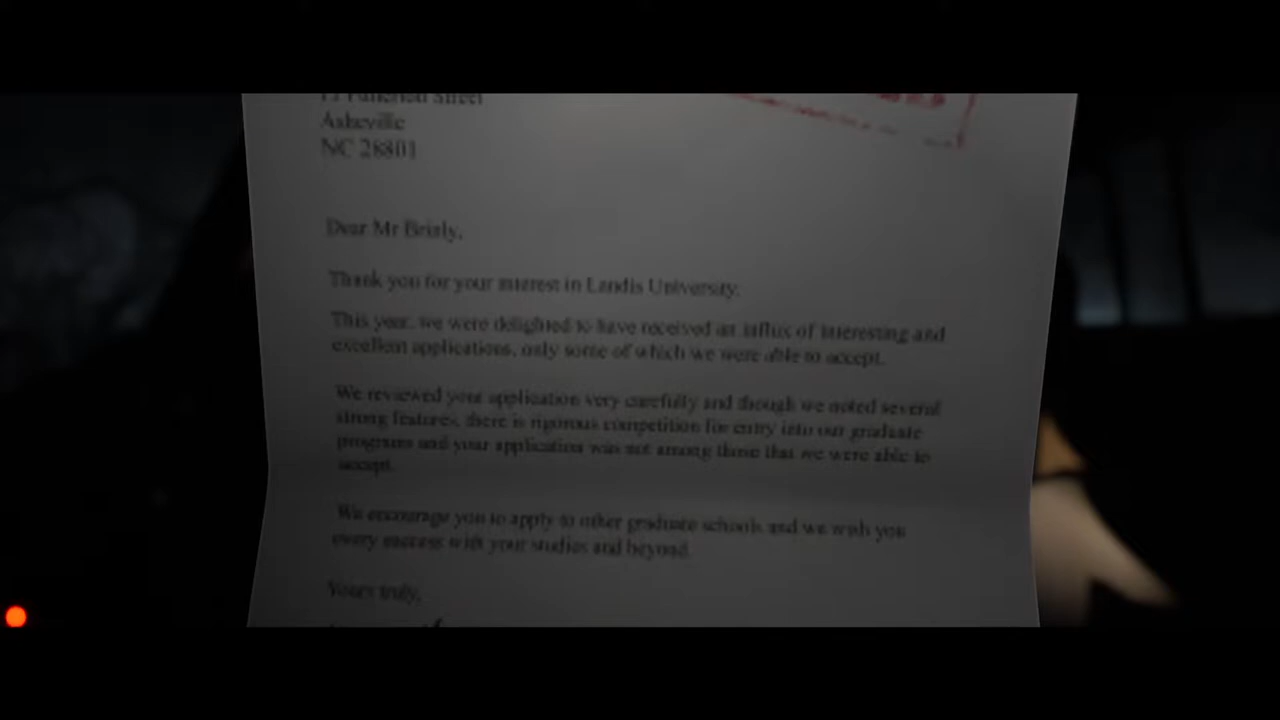 Street
Asheville
NC 28801
Dear Mr Brinly,
Thank you for your interest in Landis University.
This year, we were delighted to have received an influx of interesting and
excellent applications, only some of which we were able to accept.
We reviewed your application very carefully and though we noted several
strong features, there is rigorous competition for entry into our graduate
programs and your application was not among those that we were able to
accept.
We encourage you to apply to other graduate schools and we wish you
every success with your studies and beyond.
Yours truly,